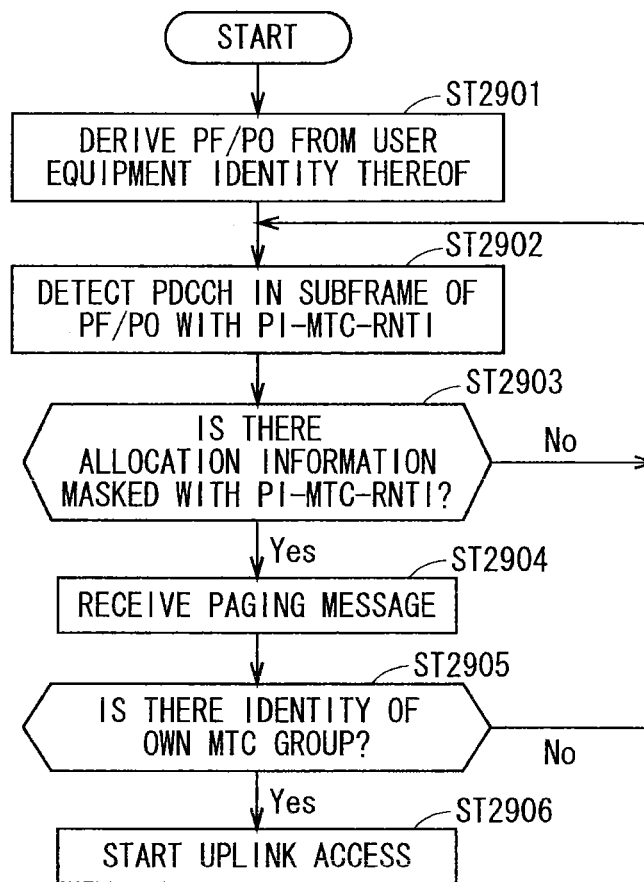 START
ST2901
DERIVE PF/PO FROM USER
EQUIPMENT IDENTITY THEREOF
ST2902
DETECT PDCCH IN SUBFRAME OF
PF/PO WITH PI-MTC-RNTI
ST2903
IS THERE
ALLOCATION INFORMATION
MASKED WITH PI-MTC-RNTI?
No
Yes
ST2904
RECEIVE PAGING MESSAGE
ST2905
IS THERE IDENTITY OF
OWN MTC GROUP?
No
Yes
ST2906
START UPLINK ACCESS